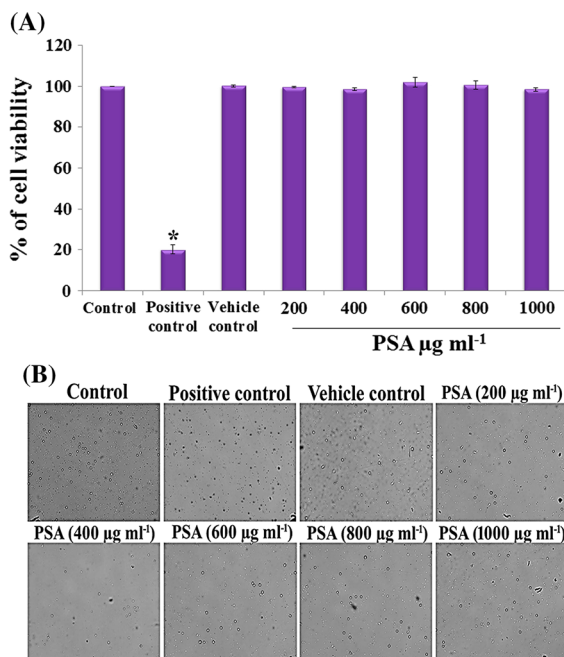 (A)
% of cell viability
120
100
80
60
40
20
0
*
Control Positive control Vehicle control 200 400 600 800 1000
PSA µg ml-1
(B)
Control Positive control Vehicle control PSA (200 µg ml-1)
PSA (400 µg ml-1) PSA (600 µg ml-1) PSA (800 µg ml-1) PSA (1000 µg ml-1)